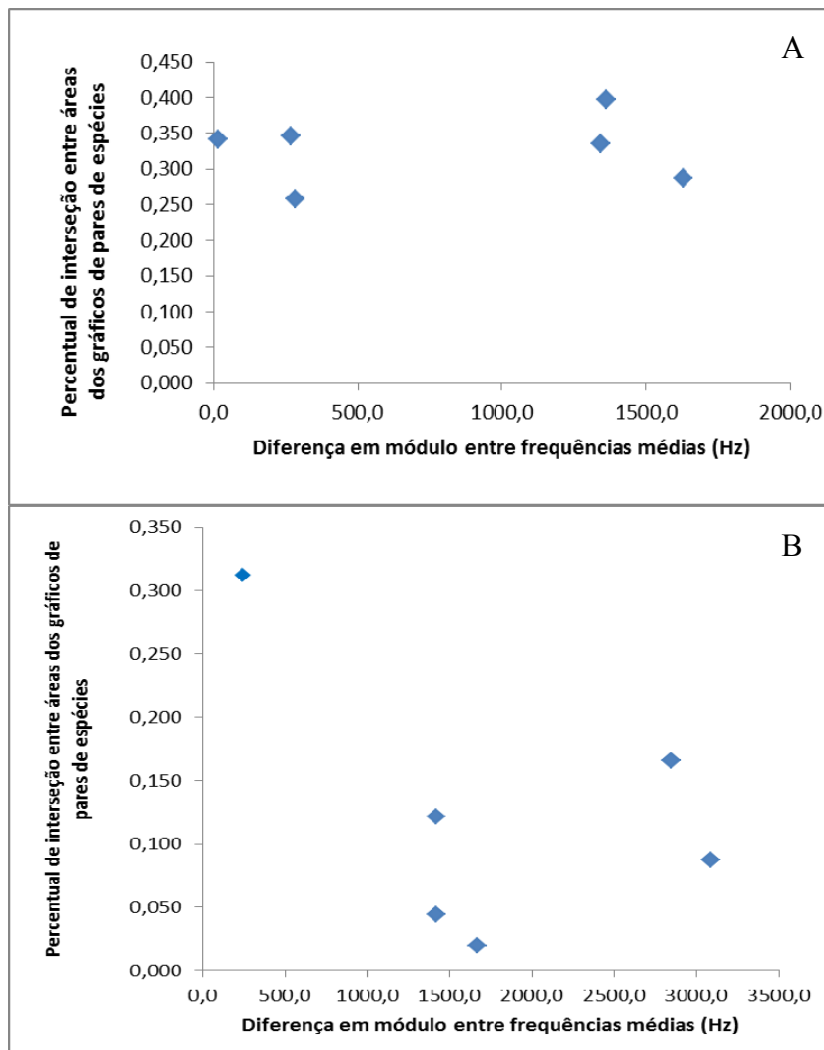 A
Percentual de interseção entre áreas
dos gráficos de pares de espécies
0,450
0,400
0,350
0,300
0,250
0,200
0,150
0,100
0,050
0,000
0,0 500,0 1000,0 1500,0 2000,0
Diferença em módulo entre frequências médias (Hz)
B
Percentual de interseção entre áreas dos gráficos de
pares de espécies
0,350
0,300
0,250
0,200
0,150
0,100
0,050
0,000
0,0 500,0 1000,0 1500,0 2000,0 2500,0 3000,0 3500,0
Diferença em módulo entre frequências médias (Hz)